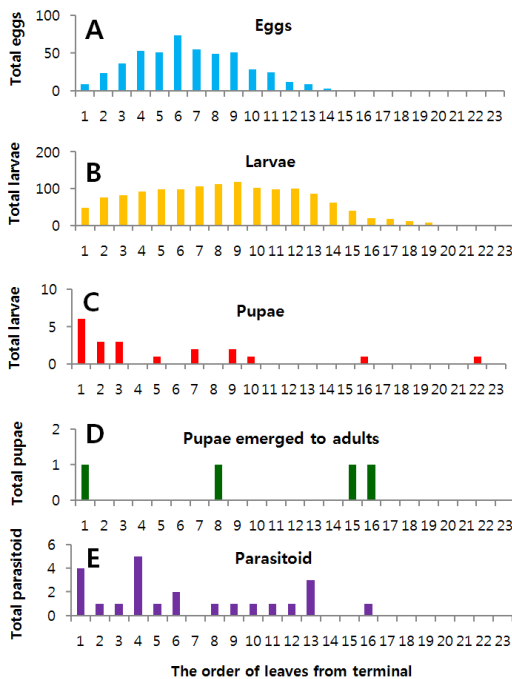 A
Eggs
Total eggs
100
50
0
1 2 3 4 5 6 7 8 9 10 11 12 13 14 15 16 17 18 19 20 21 22 23
B
Larvae
Total larvae
200
100
0
1 2 3 4 5 6 7 8 9 10 11 12 13 14 15 16 17 18 19 20 21 22 23
C
Pupae
Total larvae
10
5
0
1 2 3 4 5 6 7 8 9 10 11 12 13 14 15 16 17 18 19 20 21 22 23
D
Pupae emerged to adults
Total pupae
2
1
0
1 2 3 4 5 6 7 8 9 10 11 12 13 14 15 16 17 18 19 20 21 22 23
E
Parasitoid
Total parasitoid
6
4
2
0
1 2 3 4 5 6 7 8 9 10 11 12 13 14 15 16 17 18 19 20 21 22 23
The order of leaves from terminal